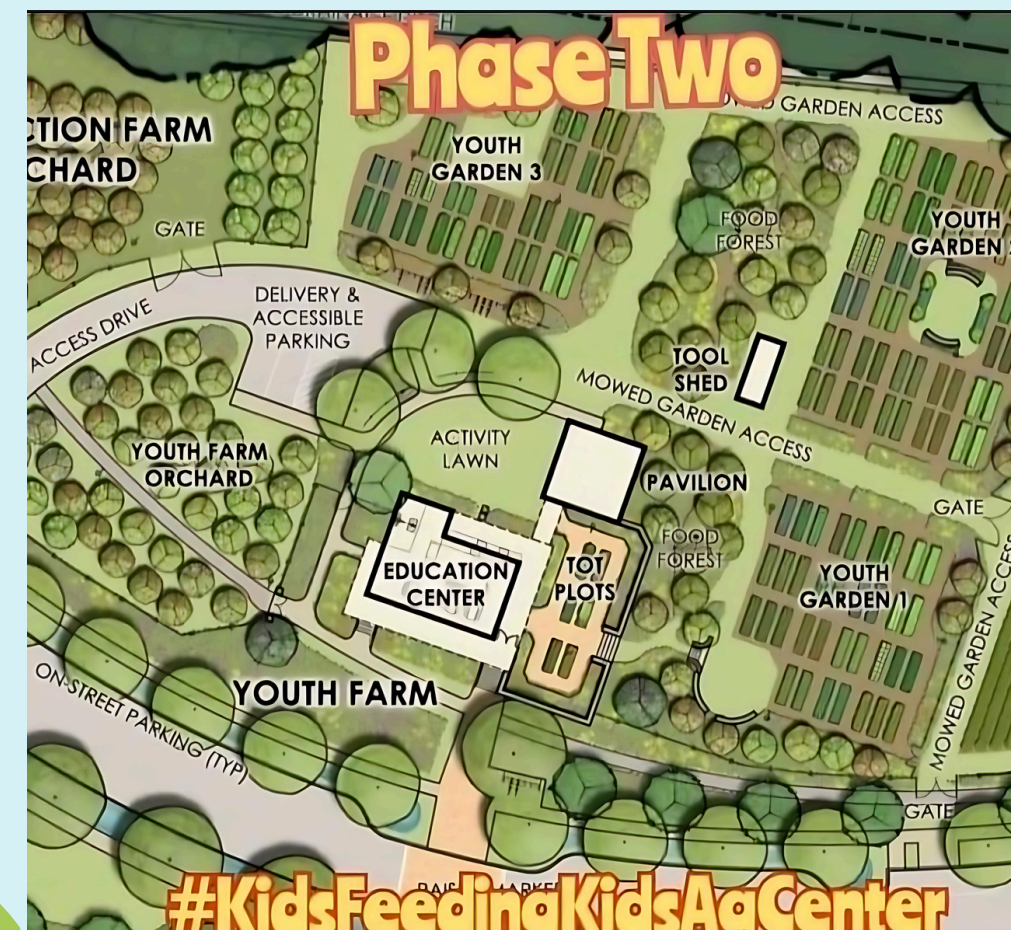 Phase Two
MOWED GARDEN ACCESS
CTION FARM
CHARD
YOUTH
GARDEN 3
GATE
FOOD
FOREST
YOUTH
GARDEN
DELIVERY &
ACCESSIBLE
PARKING
ACCESS DRIVE
TOOL
SHED
MOWED GARDEN ACCESS
YOUTH FARM
ORCHARD
ACTIVITY
LAWN
PAVILION
GATE
FOOD
FOREST
EDUCATION
CENTER
TOT
PLOTS
YOUTH
GARDEN 1
MOWED GARDEN ACCESS
YOUTH FARM
ON-STREET PARKING (TYP)
GATE
#KidsFeedingKidsAgCenter